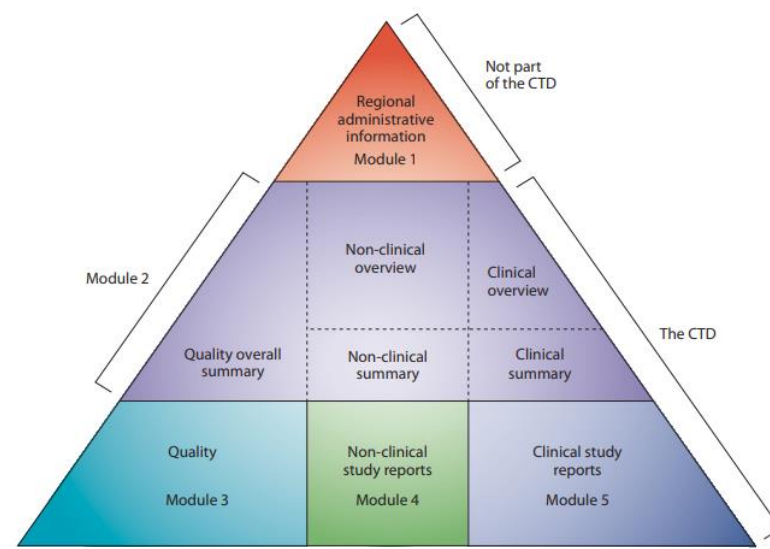 Not part
of the CTD
Regional
administrative
information
Module 1
Module 2
Non-clinical
overview
Clinical
overview
The CTD
Quality overall
summary
Non-clinical
summary
Clinical
summary
Quality
Module 3
Non-clinical
study reports
Module 4
Clinical study
reports
Module 5